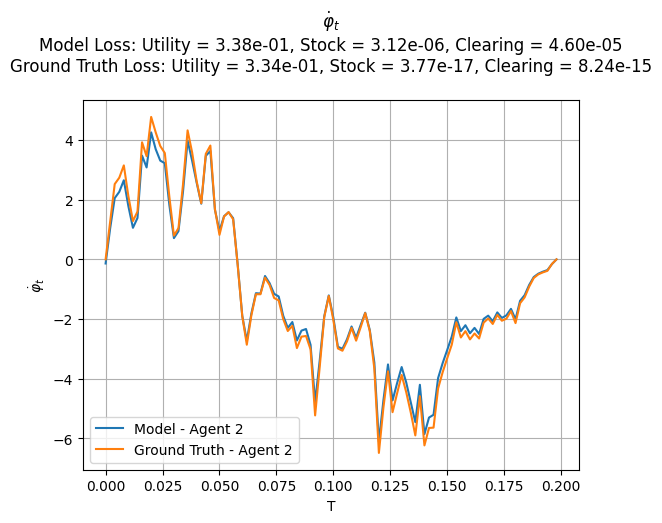 φ̇ₜ
Model Loss: Utility = 3.38e-01, Stock = 3.12e-06, Clearing = 4.60e-05
Ground Truth Loss: Utility = 3.34e-01, Stock = 3.77e-17, Clearing = 8.24e-15
φ̇ₜ
4
2
0
−2
−4
−6
Model - Agent 2
Ground Truth - Agent 2
0.000 0.025 0.050 0.075 0.100 0.125 0.150 0.175 0.200
T